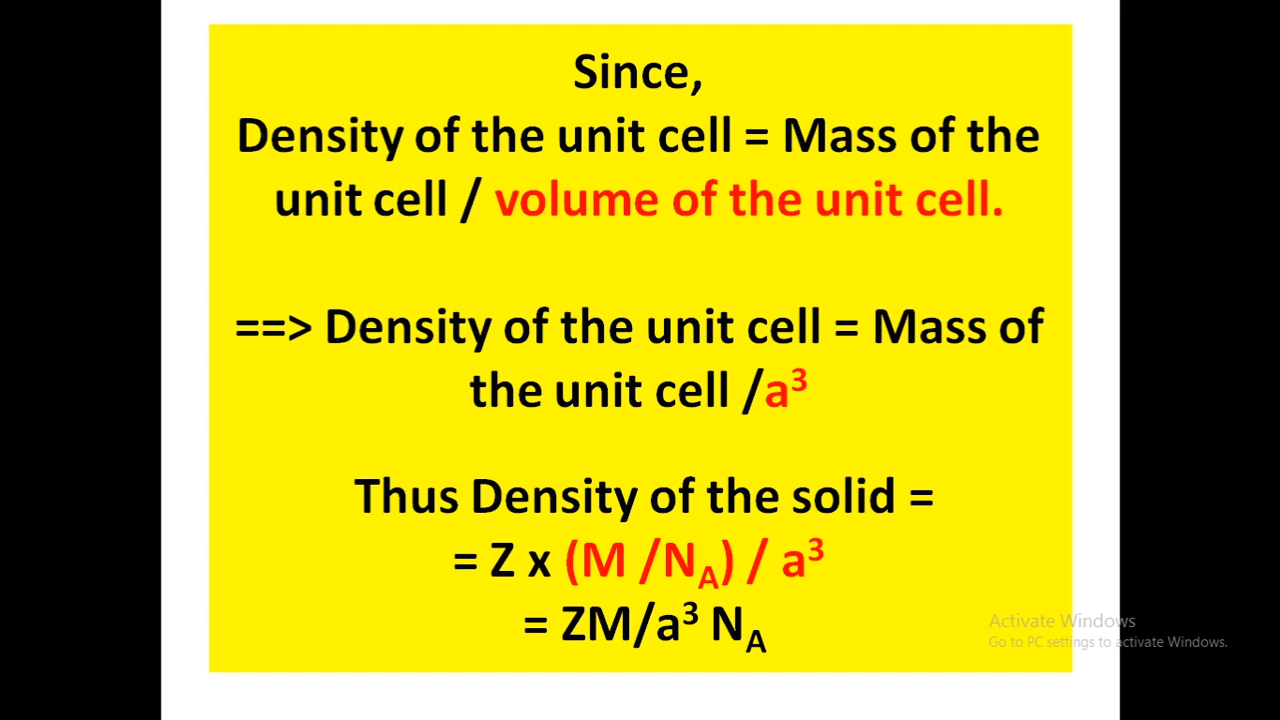 Since,
Density of the unit cell = Mass of the
unit cell / volume of the unit cell.
==> Density of the unit cell = Mass of
the unit cell /a³
Thus Density of the solid =
= Z x (M /N_A) / a³
= ZM/a³ N_A
Activate Windows
Go to PC settings to activate Windows.